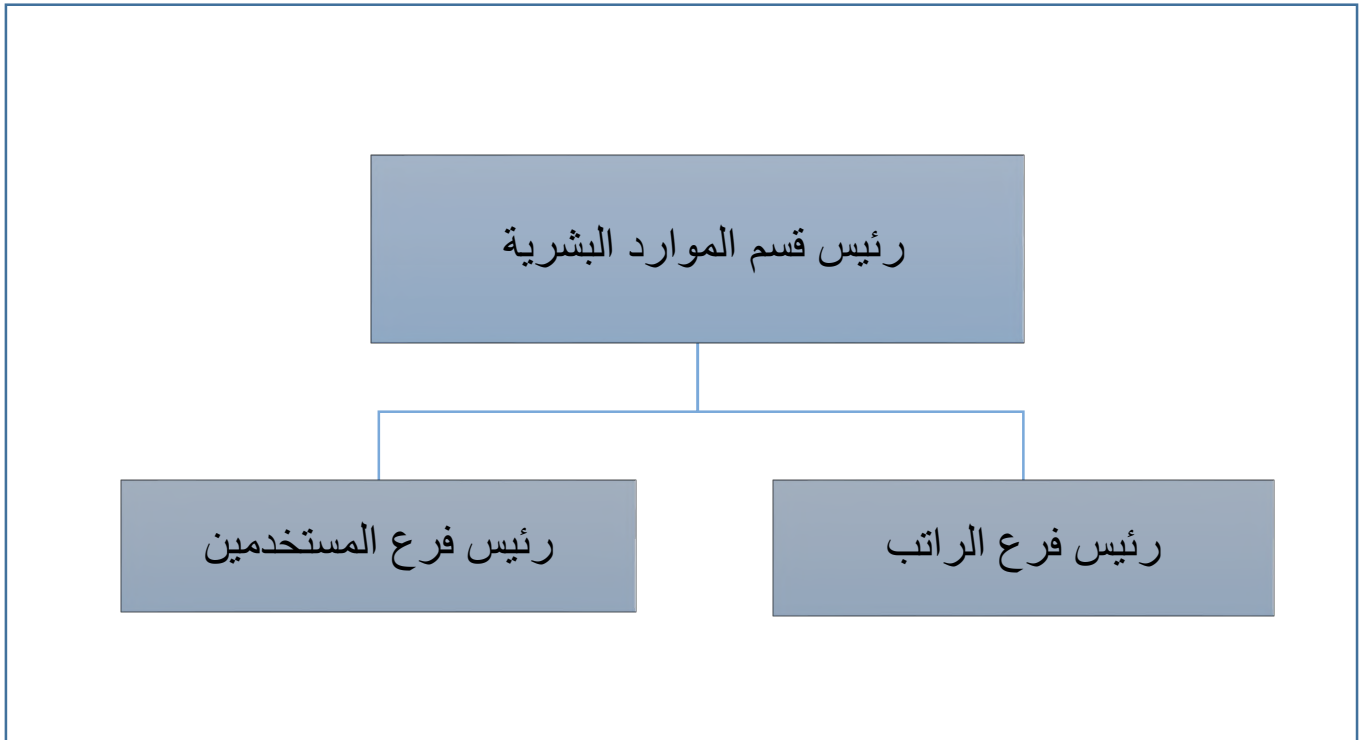 رئيس قسم الموارد البشرية
رئيس فرع الراتب
رئيس فرع المستخدمين